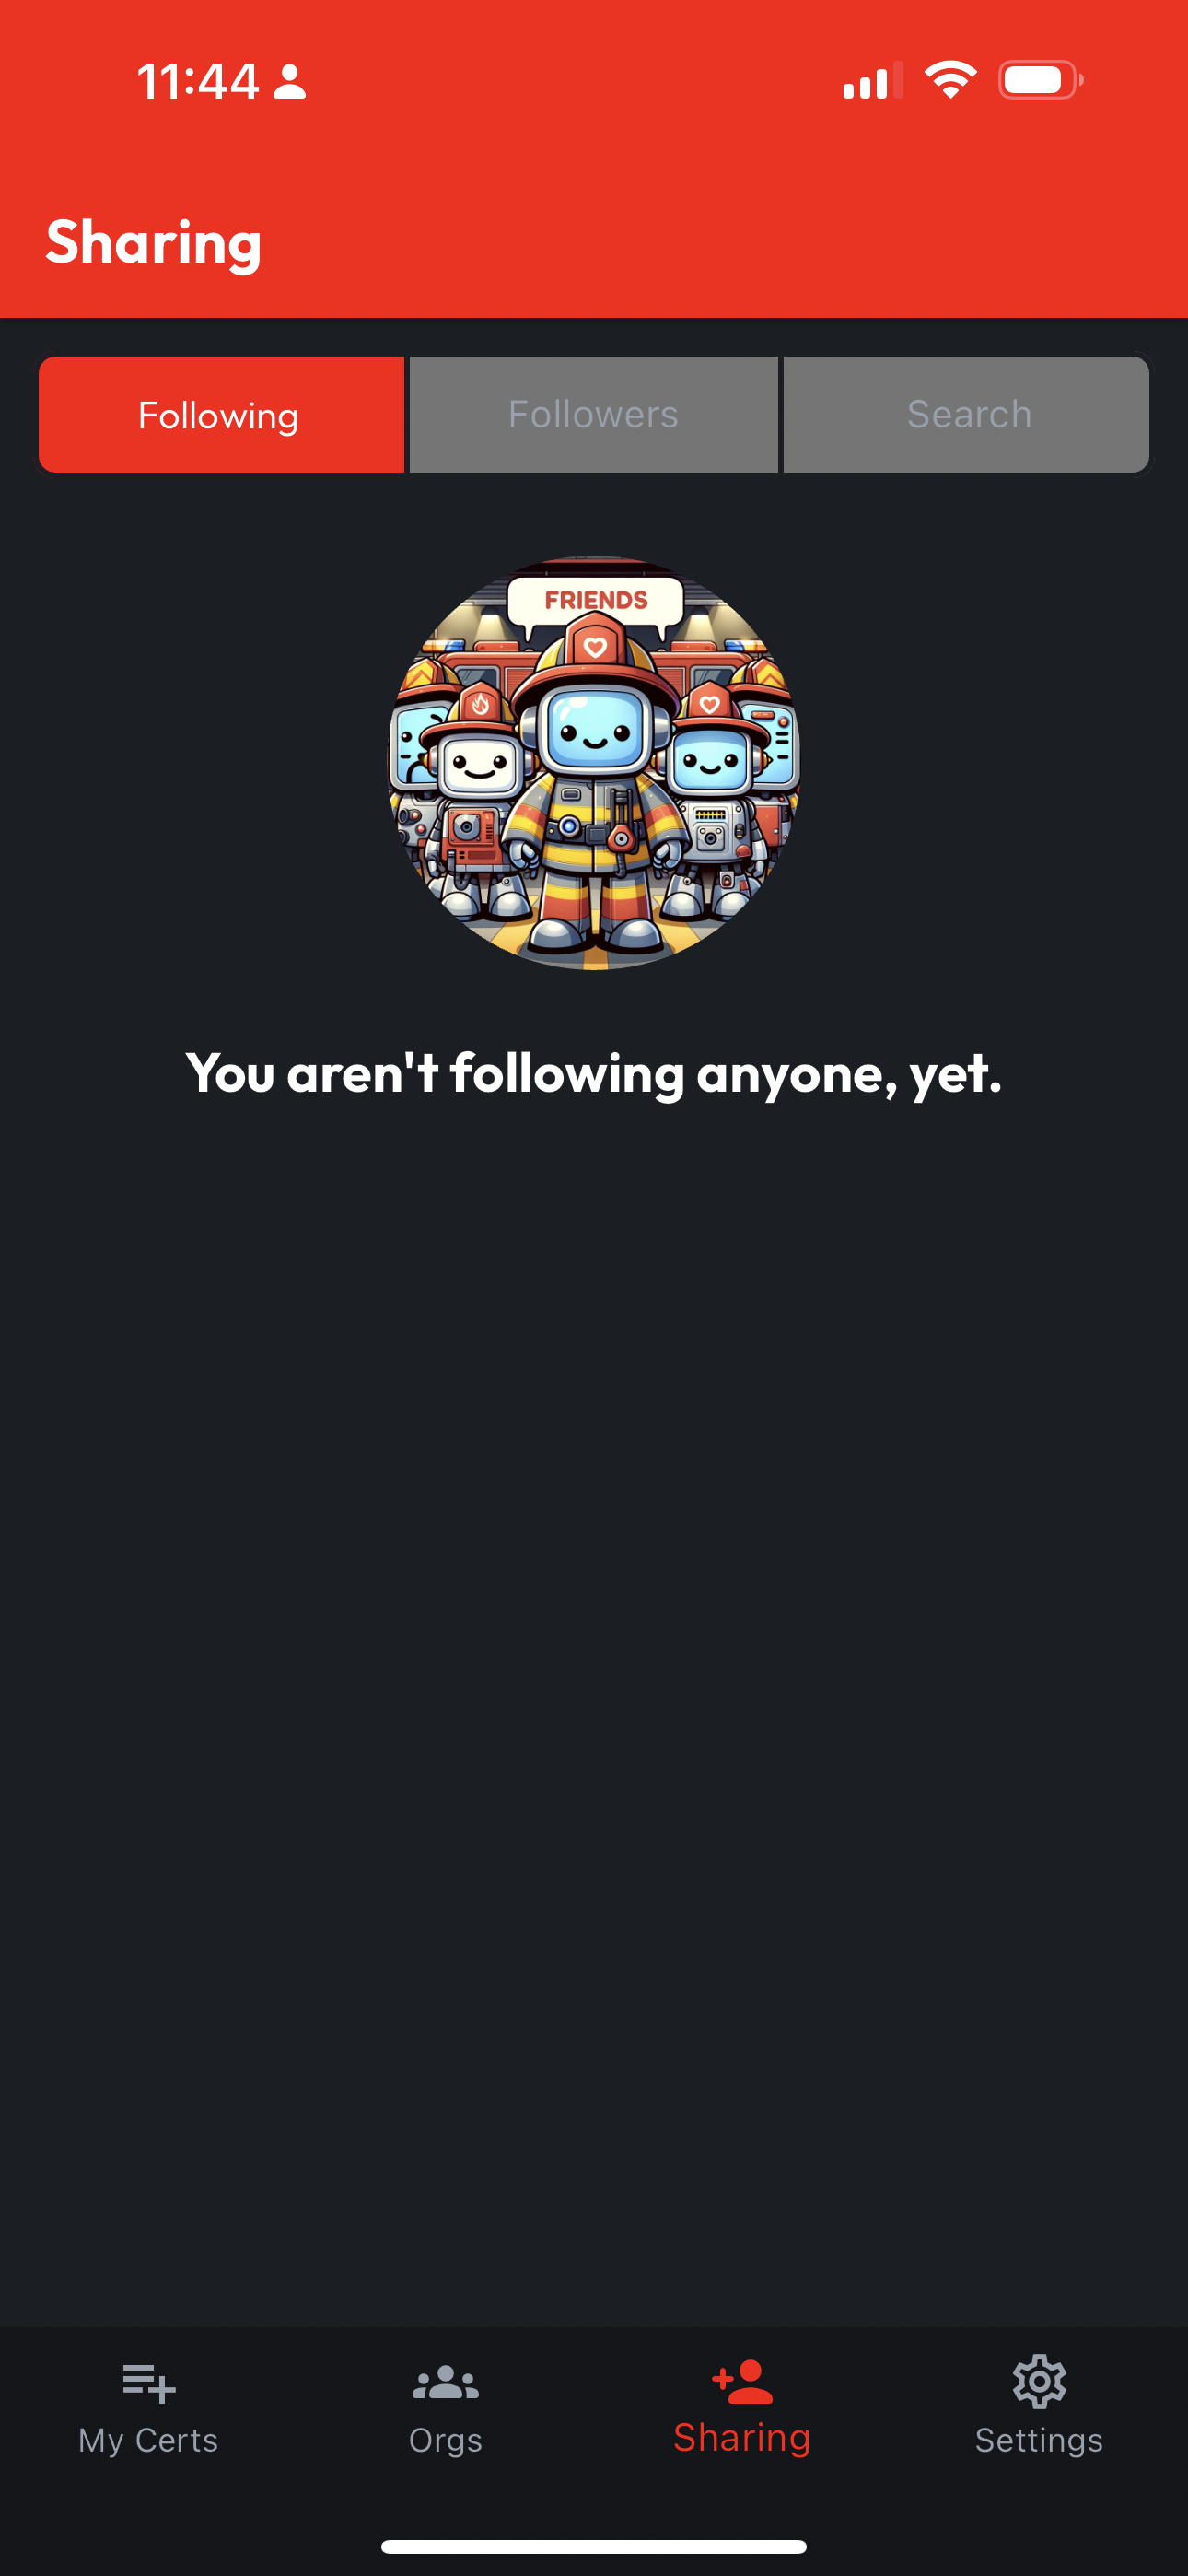 11:44
Sharing
Following Followers Search
FRIENDS
You aren't following anyone, yet.
My Certs Orgs Sharing Settings